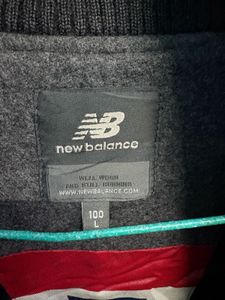 NB
new balance
WELL WORN
AND STILL RUNNING
WWW.NEWBALANCE.COM
100
L